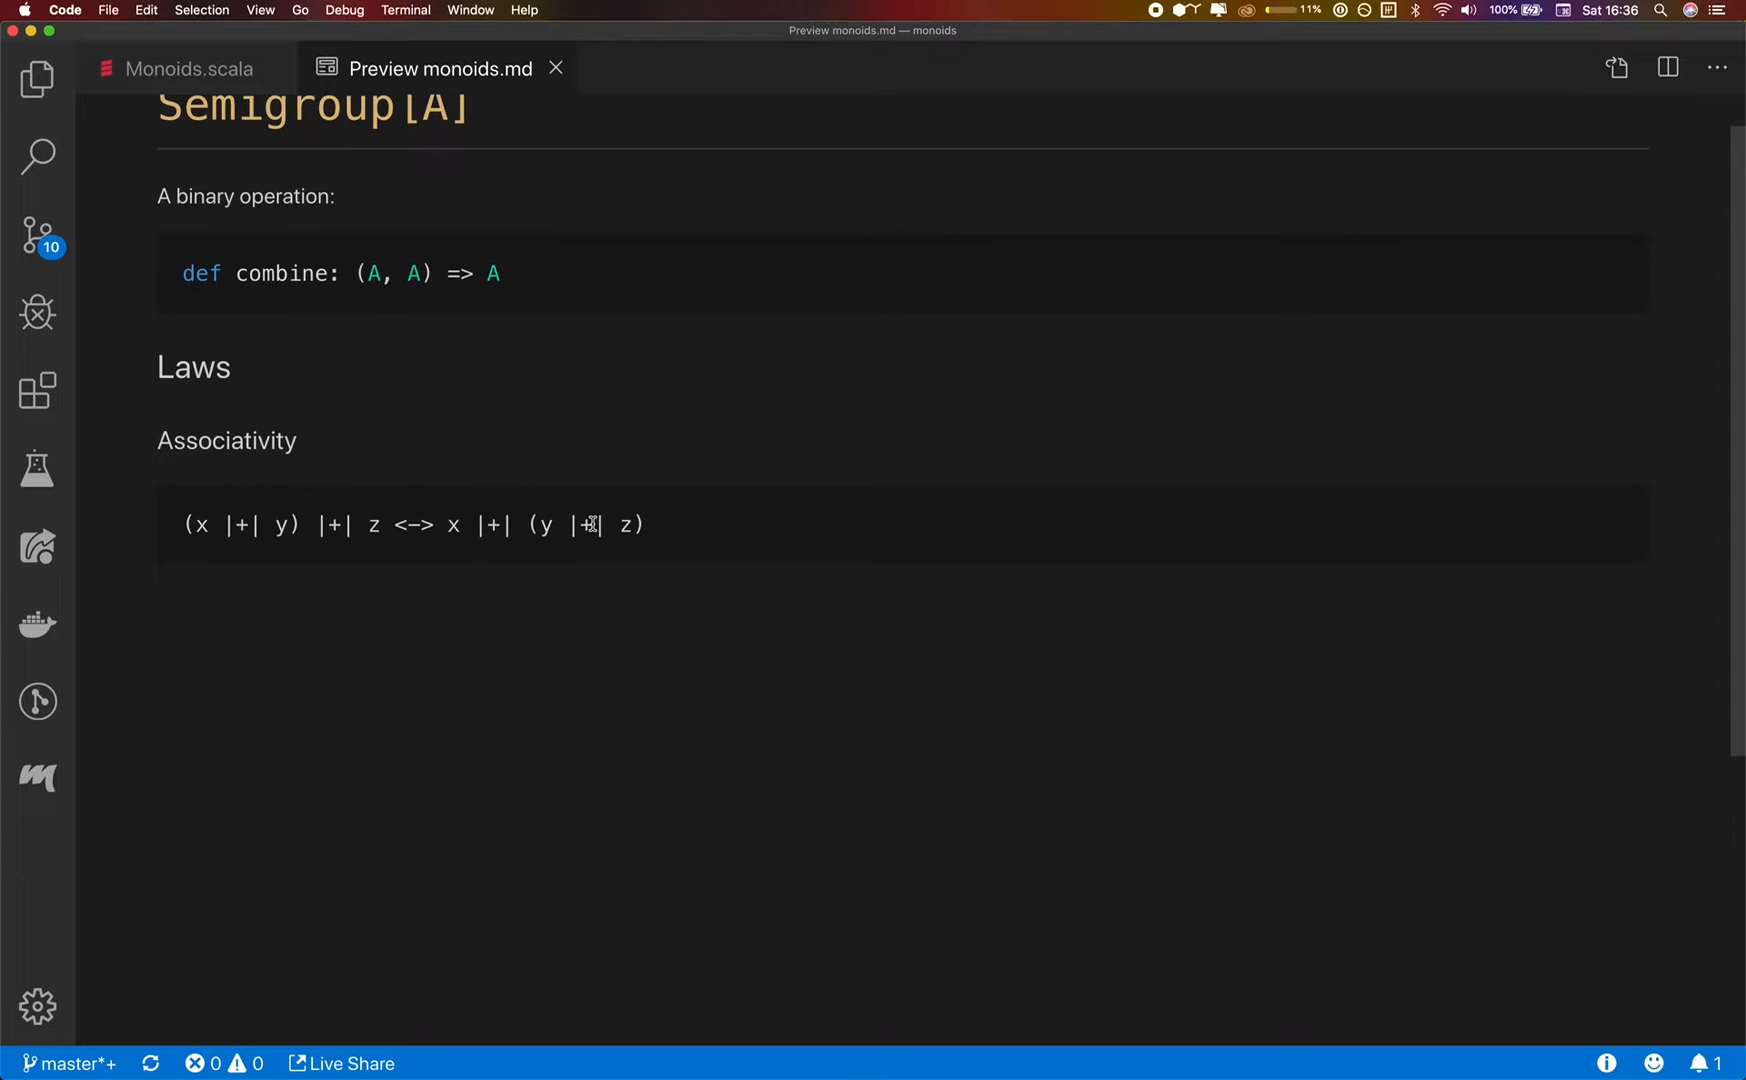 Code File Edit Selection View Go Debug Terminal Window Help 11% 100% Sat 16:36
Preview monoids.md — monoids
Monoids.scala Preview monoids.md
Semigroup[A]
A binary operation:
10
def combine: (A, A) => A
Laws
Associativity
(x |+| y) |+| z <-> x |+| (y |+| z)
master*+ 0 0 Live Share 1